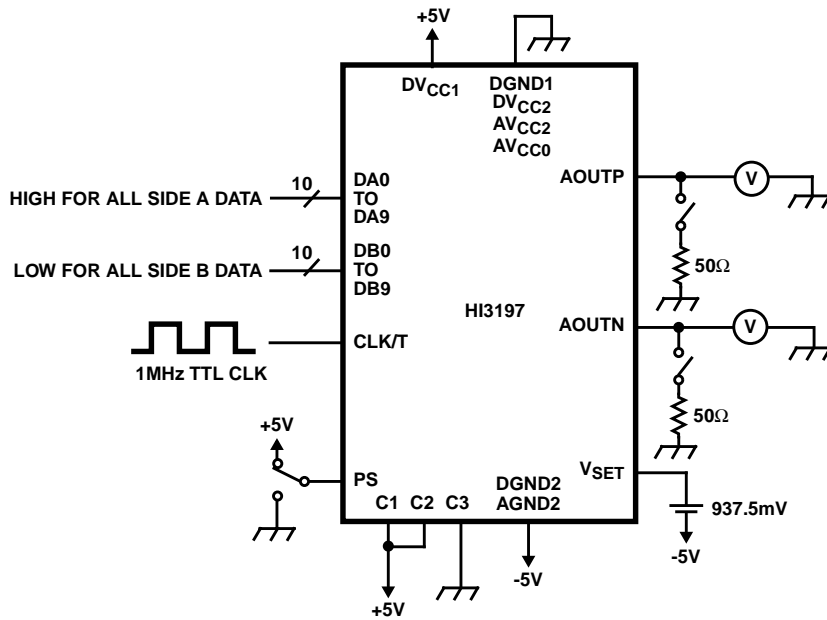 +5V
DVCC1
DGND1
DVCC2
AVCC2
AVCC0
HIGH FOR ALL SIDE A DATA
10
DA0
TO
DA9
AOUTP
V
50Ω
LOW FOR ALL SIDE B DATA
10
DB0
TO
DB9
HI3197
1MHz TTL CLK
CLK/T
AOUTN
V
50Ω
+5V
PS
VSET
937.5mV
-5V
C1 C2 C3
DGND2
AGND2
+5V
-5V